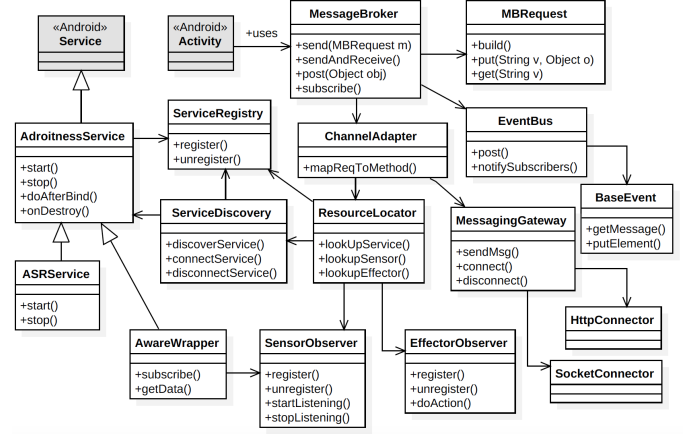 «Android»
Service
«Android»
Activity
+uses
MessageBroker
+send(MBRequest m)
+sendAndReceive()
+post(Object obj)
+subscribe()
MBRequest
+build()
+put(String v, Object o)
+get(String v)
AdroitnessService
+start()
+stop()
+doAfterBind()
+onDestroy()
ServiceRegistry
+register()
+unregister()
ChannelAdapter
+mapReqToMethod()
EventBus
+post()
+notifySubscribers()
BaseEvent
+getMessage()
+putElement()
ServiceDiscovery
+discoverService()
+connectService()
+disconnectService()
ResourceLocator
+lookUpService()
+lookupSensor()
+lookupEffector()
MessagingGateway
+sendMsg()
+connect()
+disconnect()
ASRService
+start()
+stop()
HttpConnector
AwareWrapper
+subscribe()
+getData()
SensorObserver
+register()
+unregister()
+startListening()
+stopListening()
EffectorObserver
+register()
+unregister()
+doAction()
SocketConnector